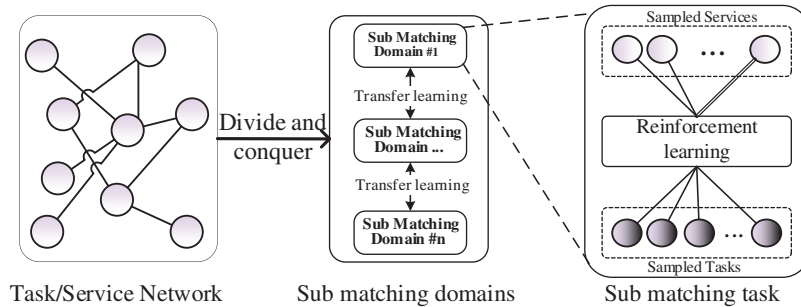 Divide and
conquer
Task/Service Network
Sub Matching
Domain #1
Transfer learning
Sub Matching
Domain ...
Transfer learning
Sub Matching
Domain #n
Sub matching domains
Sampled Services
...
Reinforcement
learning
...
Sampled Tasks
Sub matching task